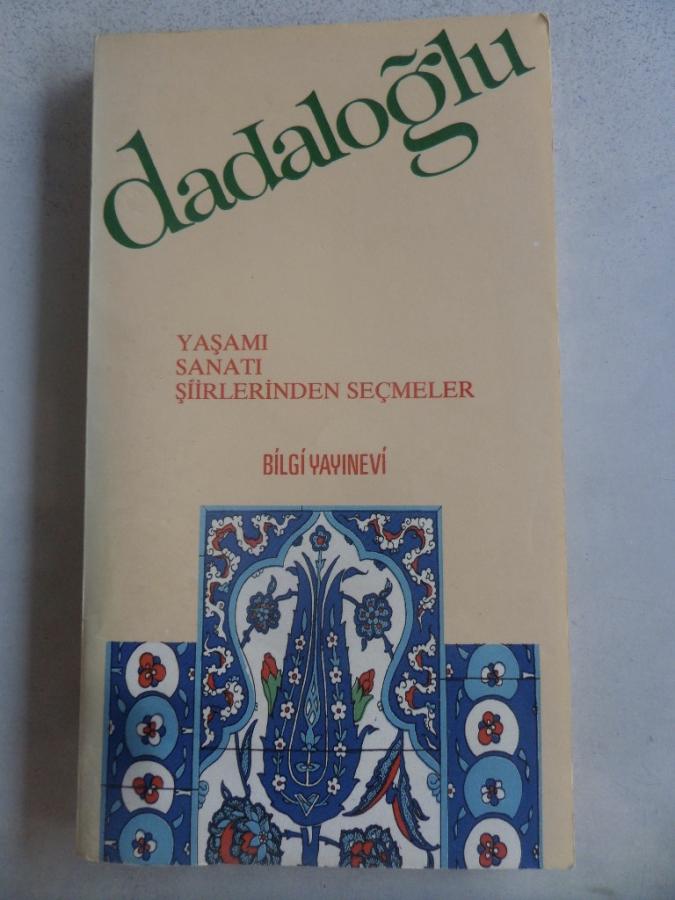 dadaloğlu
YAŞAMI
SANATI
ŞİİRLERİNDEN SEÇMELER
BİLGİ YAYINEVİ